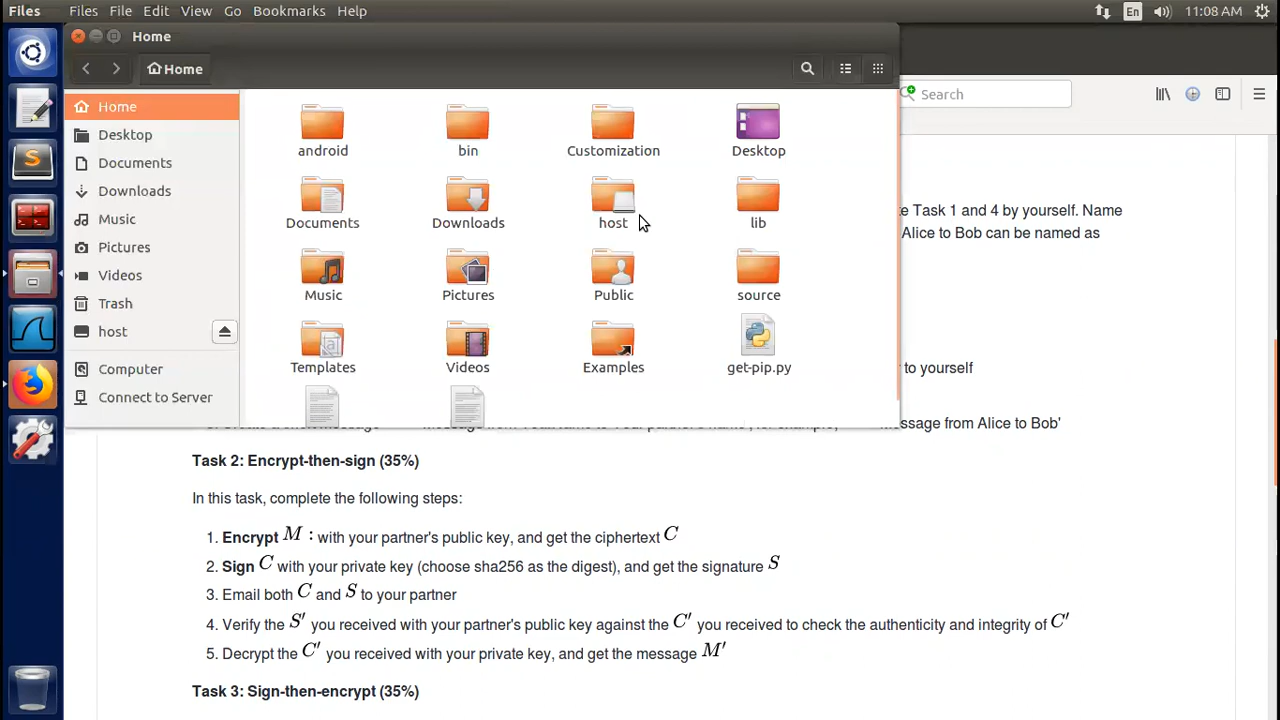 Files Files File Edit View Go Bookmarks Help En 11:08 AM
Home
Home
Search
Home
Desktop
Documents
Downloads
Music
Pictures
Videos
Trash
host
Computer
Connect to Server
android bin Customization Desktop
Documents Downloads host lib
Music Pictures Public source
Templates Videos Examples get-pip.py
e Task 1 and 4 by yourself. Name
Alice to Bob can be named as
to yourself
essage from Alice to Bob'
Task 2: Encrypt-then-sign (35%)
In this task, complete the following steps:
1. Encrypt M : with your partner's public key, and get the ciphertext C
2. Sign C with your private key (choose sha256 as the digest), and get the signature S
3. Email both C and S to your partner
4. Verify the S′ you received with your partner's public key against the C′ you received to check the authenticity and integrity of C′
5. Decrypt the C′ you received with your private key, and get the message M′
Task 3: Sign-then-encrypt (35%)